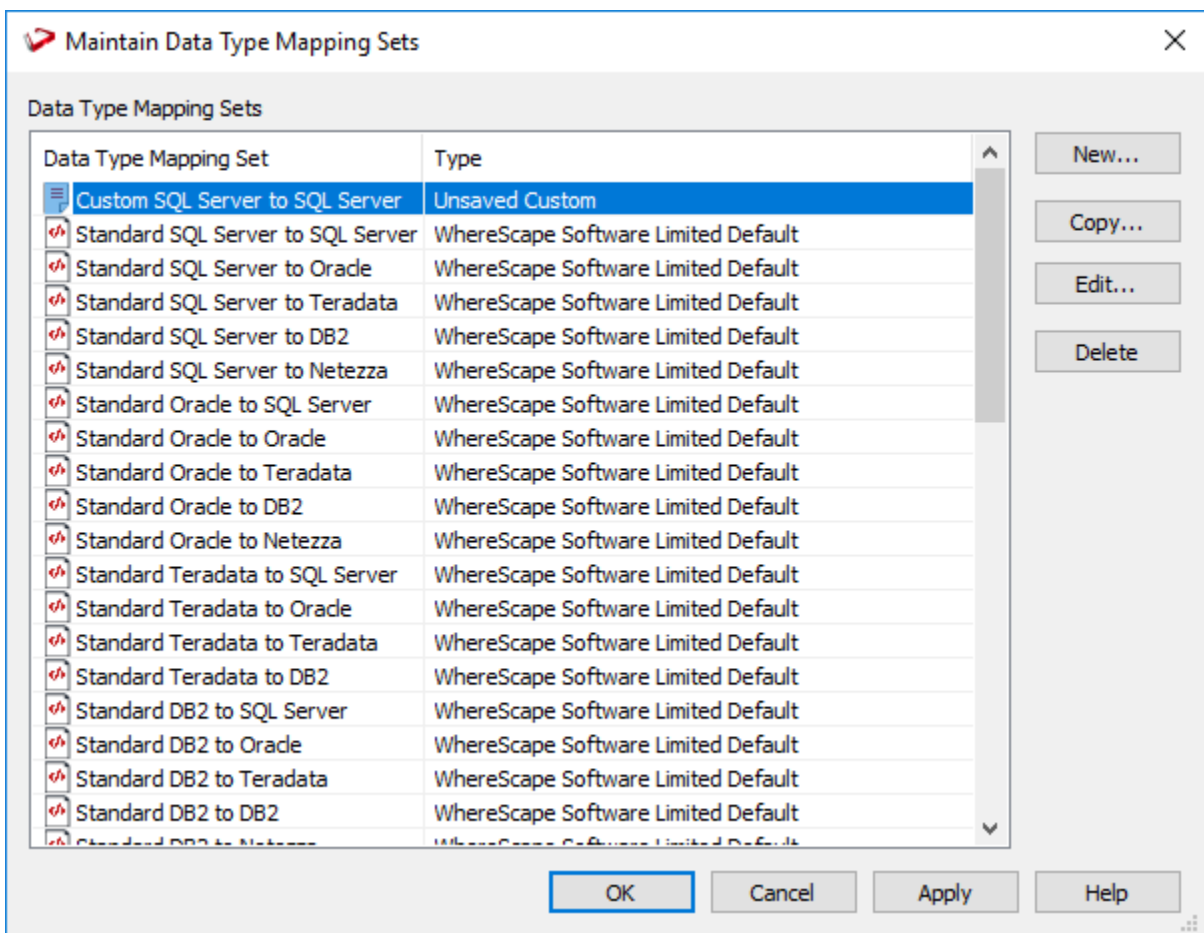 Maintain Data Type Mapping Sets
Data Type Mapping Sets
Data Type Mapping Set Type
Custom SQL Server to SQL Server Unsaved Custom
Standard SQL Server to SQL Server WhereScape Software Limited Default
Standard SQL Server to Oracle WhereScape Software Limited Default
Standard SQL Server to Teradata WhereScape Software Limited Default
Standard SQL Server to DB2 WhereScape Software Limited Default
Standard SQL Server to Netezza WhereScape Software Limited Default
Standard Oracle to SQL Server WhereScape Software Limited Default
Standard Oracle to Oracle WhereScape Software Limited Default
Standard Oracle to Teradata WhereScape Software Limited Default
Standard Oracle to DB2 WhereScape Software Limited Default
Standard Oracle to Netezza WhereScape Software Limited Default
Standard Teradata to SQL Server WhereScape Software Limited Default
Standard Teradata to Oracle WhereScape Software Limited Default
Standard Teradata to Teradata WhereScape Software Limited Default
Standard Teradata to DB2 WhereScape Software Limited Default
Standard DB2 to SQL Server WhereScape Software Limited Default
Standard DB2 to Oracle WhereScape Software Limited Default
Standard DB2 to Teradata WhereScape Software Limited Default
Standard DB2 to DB2 WhereScape Software Limited Default
Standard DB2 to Netezza WhereScape Software Limited Default
New...
Copy...
Edit...
Delete
OK Cancel Apply Help